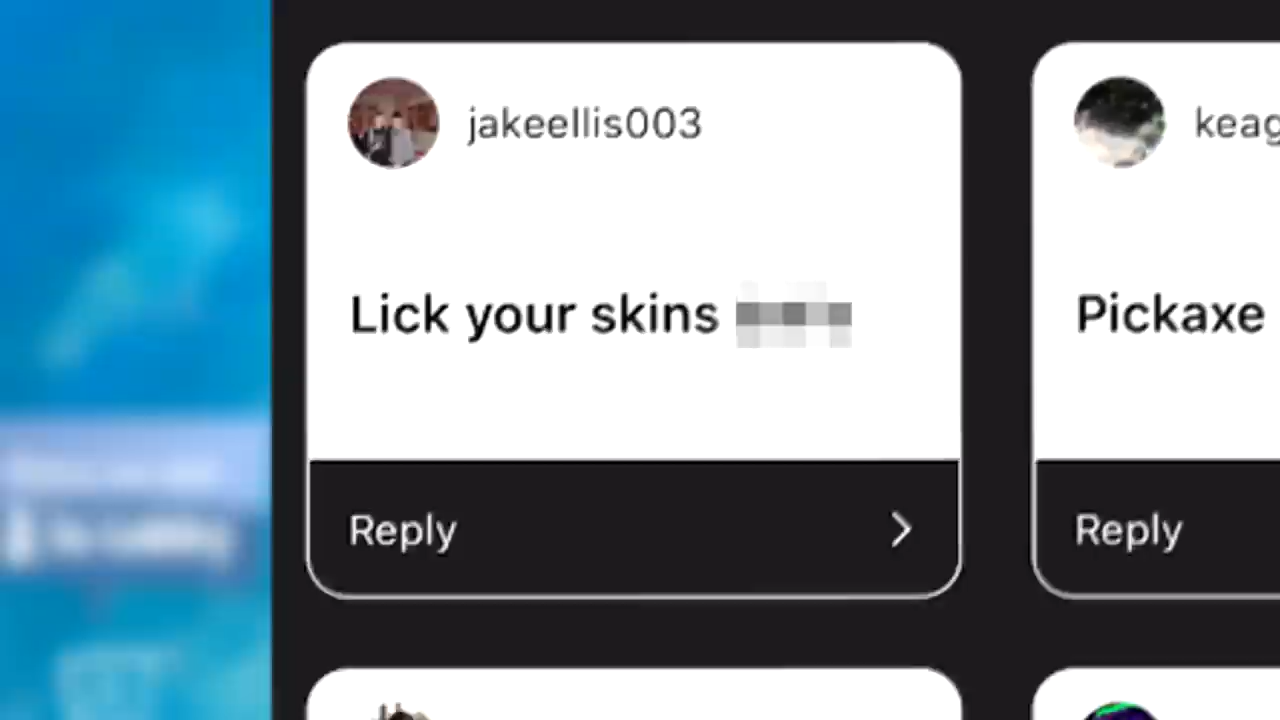 jakeellis003
keag
Lick your skins
Pickaxe
Reply
Reply